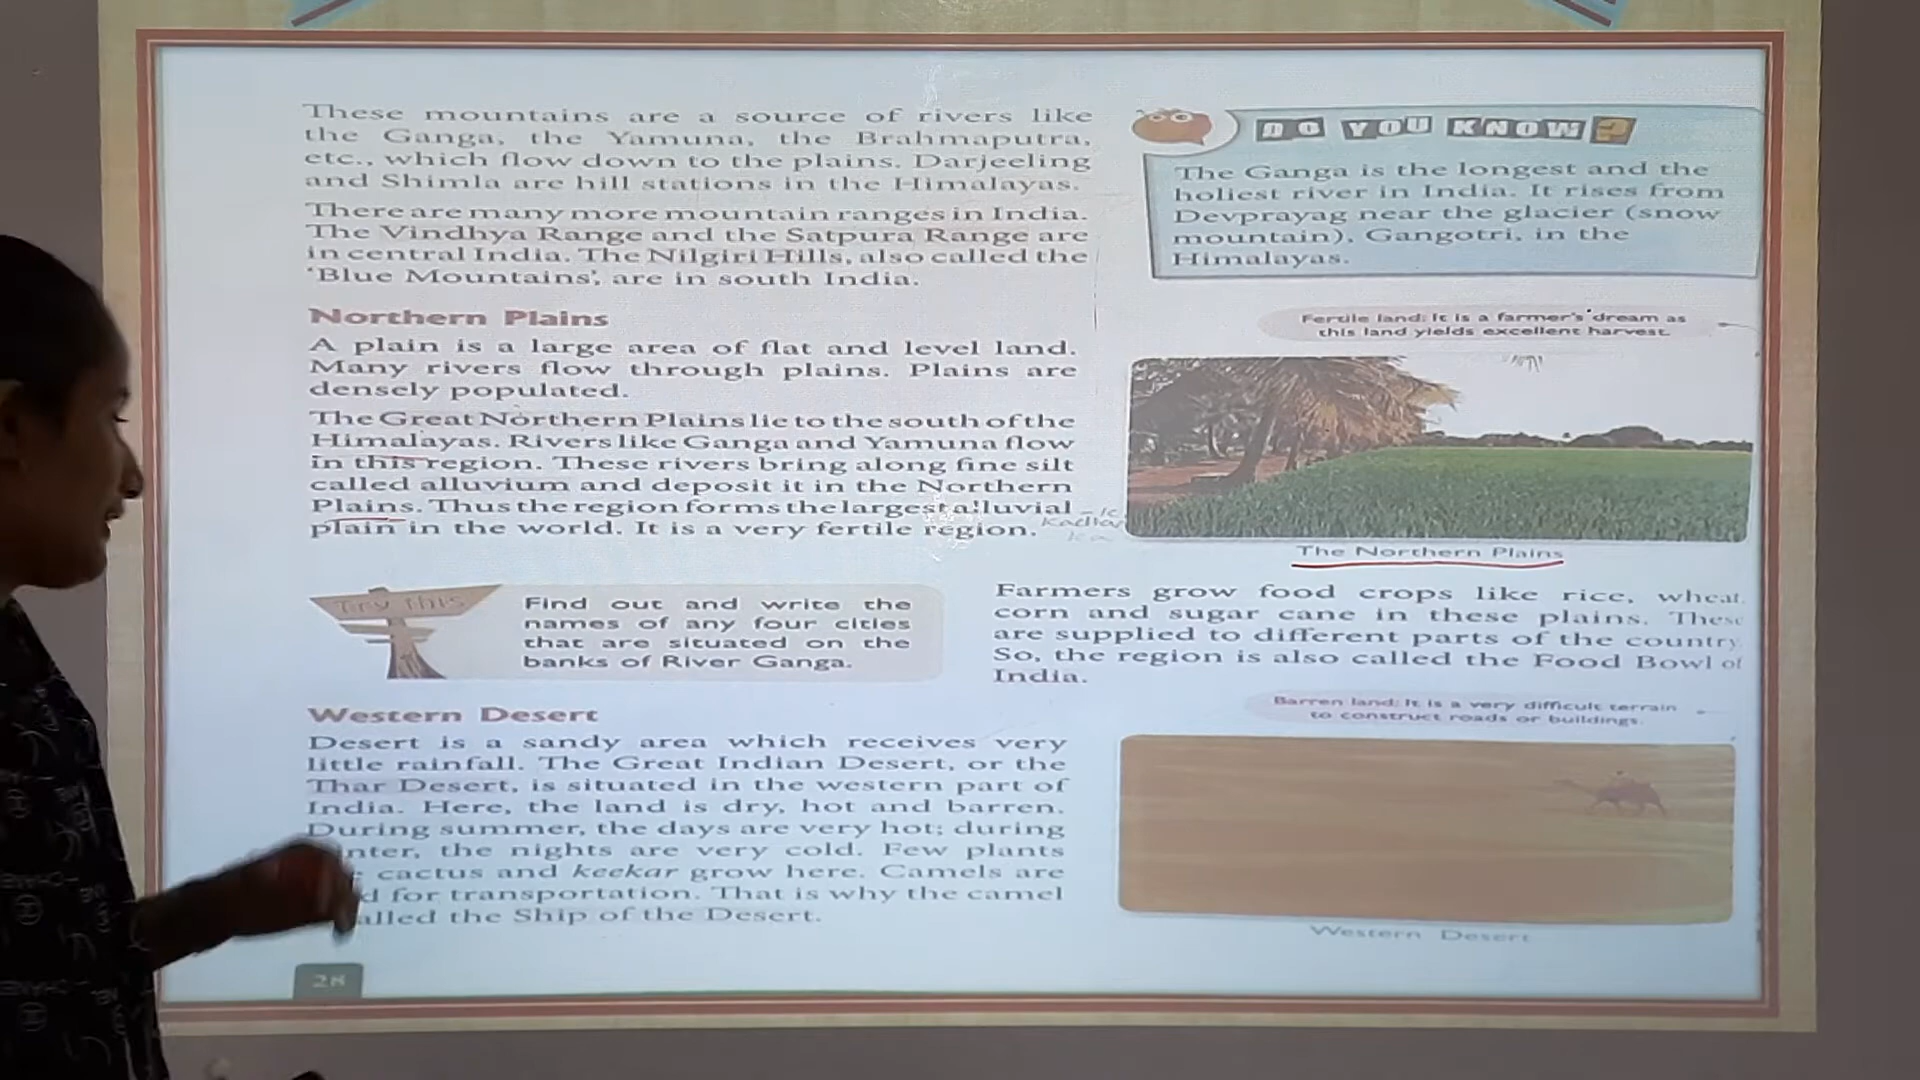 These mountains are a source of rivers like
the Ganga, the Yamuna, the Brahmaputra,
etc., which flow down to the plains. Darjeeling
and Shimla are hill stations in the Himalayas.
There are many more mountain ranges in India.
The Vindhya Range and the Satpura Range are
in central India. The Nilgiri Hills, also called the
'Blue Mountains', are in south India.
Northern Plains
A plain is a large area of flat and level land.
Many rivers flow through plains. Plains are
densely populated.
The Great Northern Plains lie to the south of the
Himalayas. Rivers like Ganga and Yamuna flow
in this region. These rivers bring along fine silt
called alluvium and deposit it in the Northern
Plains. Thus the region forms the largest alluvial
plain in the world. It is a very fertile region.
Try this
Find out and write the
names of any four cities
that are situated on the
banks of River Ganga.
Western Desert
Desert is a sandy area which receives very
little rainfall. The Great Indian Desert, or the
Thar Desert, is situated in the western part of
India. Here, the land is dry, hot and barren.
During summer, the days are very hot; during
nter, the nights are very cold. Few plants
cactus and keekar grow here. Camels are
d for transportation. That is why the camel
alled the Ship of the Desert.
28
DO YOU KNOW?
The Ganga is the longest and the
holiest river in India. It rises from
Devprayag near the glacier (snow
mountain), Gangotri, in the
Himalayas.
Fertile land: It is a farmer's dream as
this land yields excellent harvest.
The Northern Plains
Farmers grow food crops like rice, wheat,
corn and sugar cane in these plains. These
are supplied to different parts of the country.
So, the region is also called the Food Bowl of
India.
Barren land: It is a very difficult terrain
to construct roads or buildings.
Western Desert